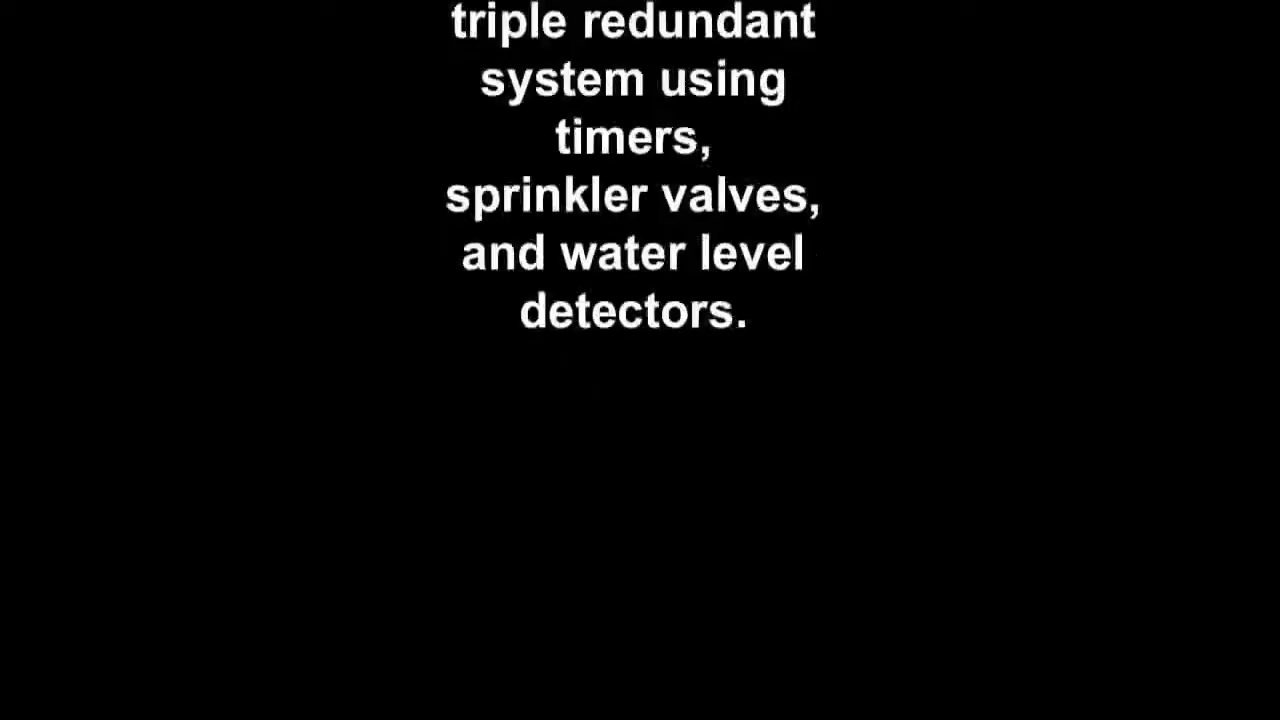 triple redundant
system using
timers,
sprinkler valves,
and water level
detectors.